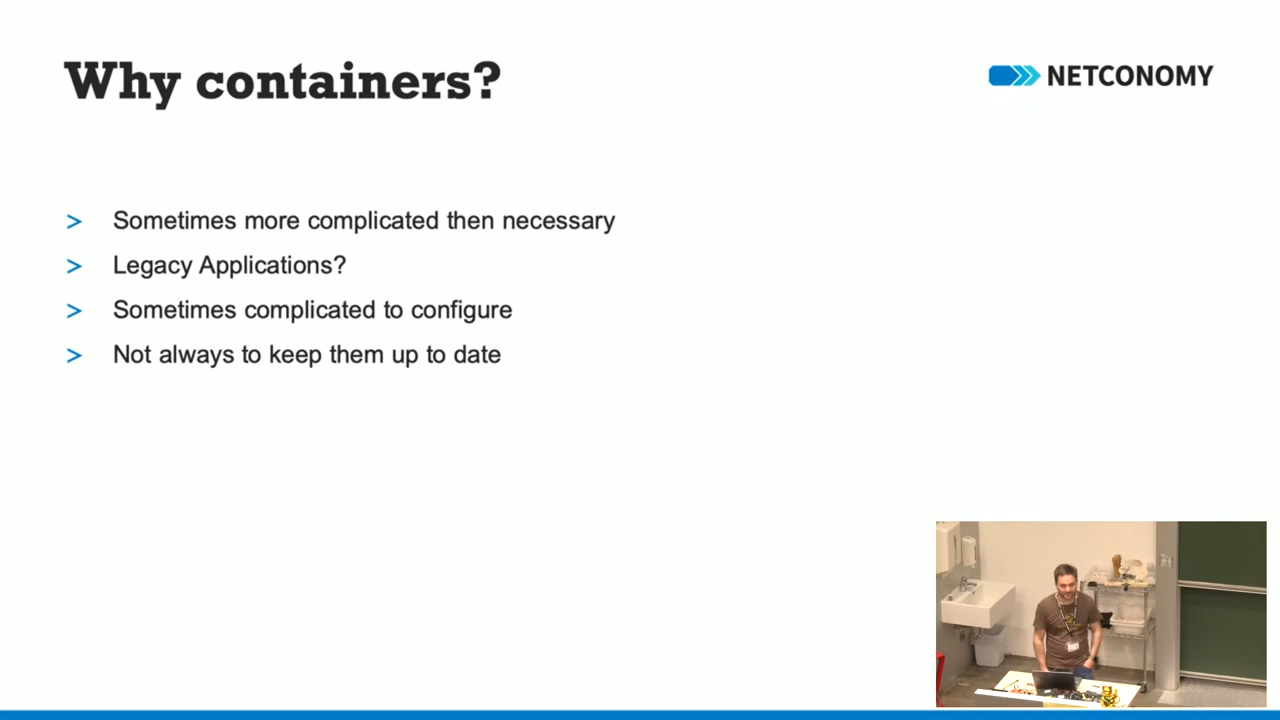 Why containers?
NETCONOMY
> Sometimes more complicated then necessary
> Legacy Applications?
> Sometimes complicated to configure
> Not always to keep them up to date